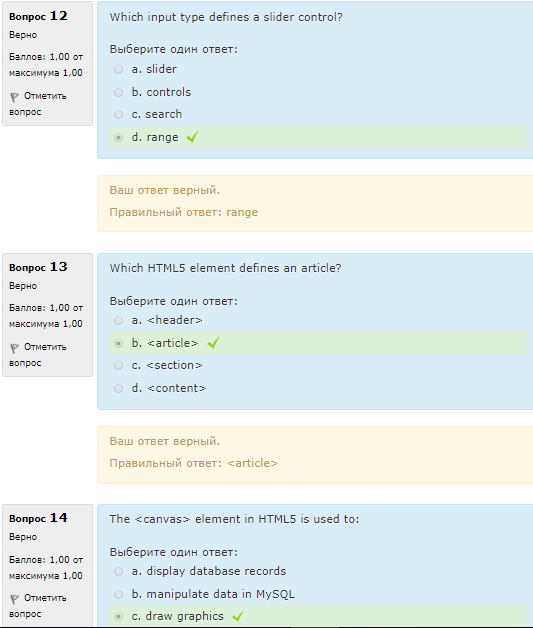 Вопрос 12
Верно
Баллов: 1,00 от
максимума 1,00
Отметить
вопрос
Which input type defines a slider control?
Выберите один ответ:
a. slider
b. controls
c. search
d. range
Ваш ответ верный.
Правильный ответ: range
Вопрос 13
Верно
Баллов: 1,00 от
максимума 1,00
Отметить
вопрос
Which HTML5 element defines an article?
Выберите один ответ:
a. <header>
b. <article>
c. <section>
d. <content>
Ваш ответ верный.
Правильный ответ: <article>
Вопрос 14
Верно
Баллов: 1,00 от
максимума 1,00
Отметить
вопрос
The <canvas> element in HTML5 is used to:
Выберите один ответ:
a. display database records
b. manipulate data in MySQL
c. draw graphics